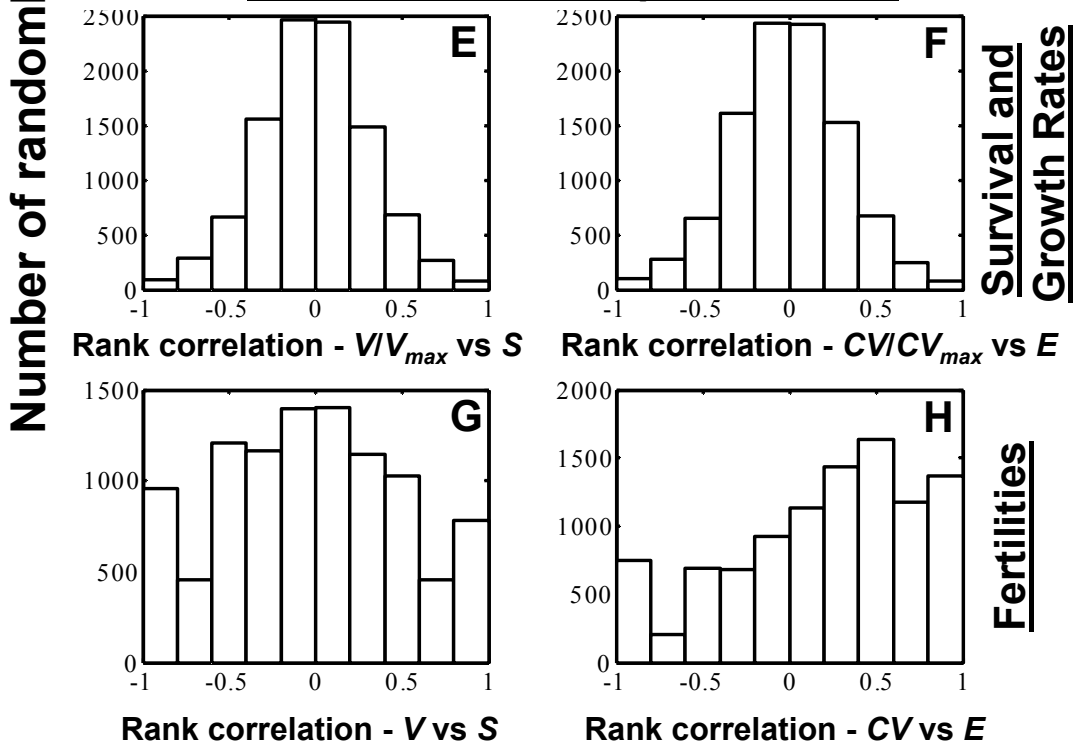 Number of randomi
E
2500
2000
1500
1000
500
0
-1 -0.5 0 0.5 1
Rank correlation - V/Vmax vs S
F
2500
2000
1500
1000
500
0
-1 -0.5 0 0.5 1
Rank correlation - CV/CVmax vs E
Survival and
Growth Rates
G
1500
1000
500
0
-1 -0.5 0 0.5 1
Rank correlation - V vs S
H
2000
1500
1000
500
0
-1 -0.5 0 0.5 1
Rank correlation - CV vs E
Fertilities